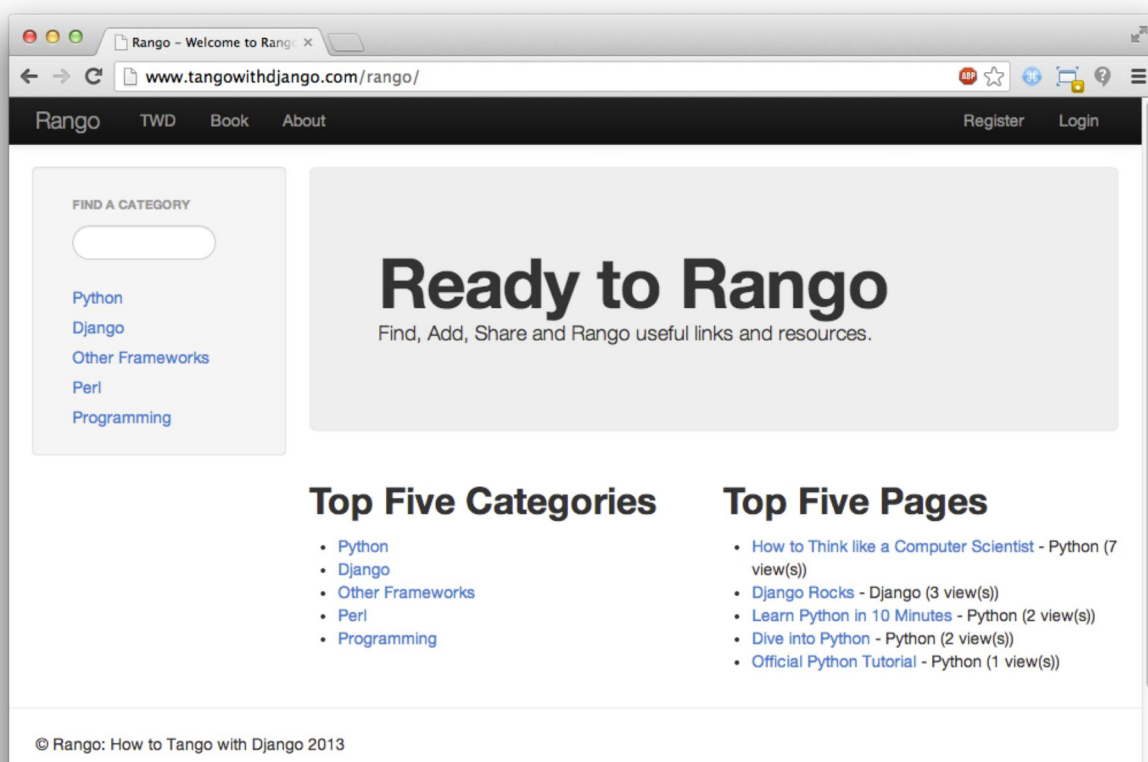 Rango - Welcome to Rang
www.tangowithdjango.com/rango/
ABP
Rango TWD Book About Register Login
FIND A CATEGORY
Python
Django
Other Frameworks
Perl
Programming
Ready to Rango
Find, Add, Share and Rango useful links and resources.
Top Five Categories
• Python
• Django
• Other Frameworks
• Perl
• Programming
Top Five Pages
• How to Think like a Computer Scientist - Python (7
view(s))
• Django Rocks - Django (3 view(s))
• Learn Python in 10 Minutes - Python (2 view(s))
• Dive into Python - Python (2 view(s))
• Official Python Tutorial - Python (1 view(s))
© Rango: How to Tango with Django 2013